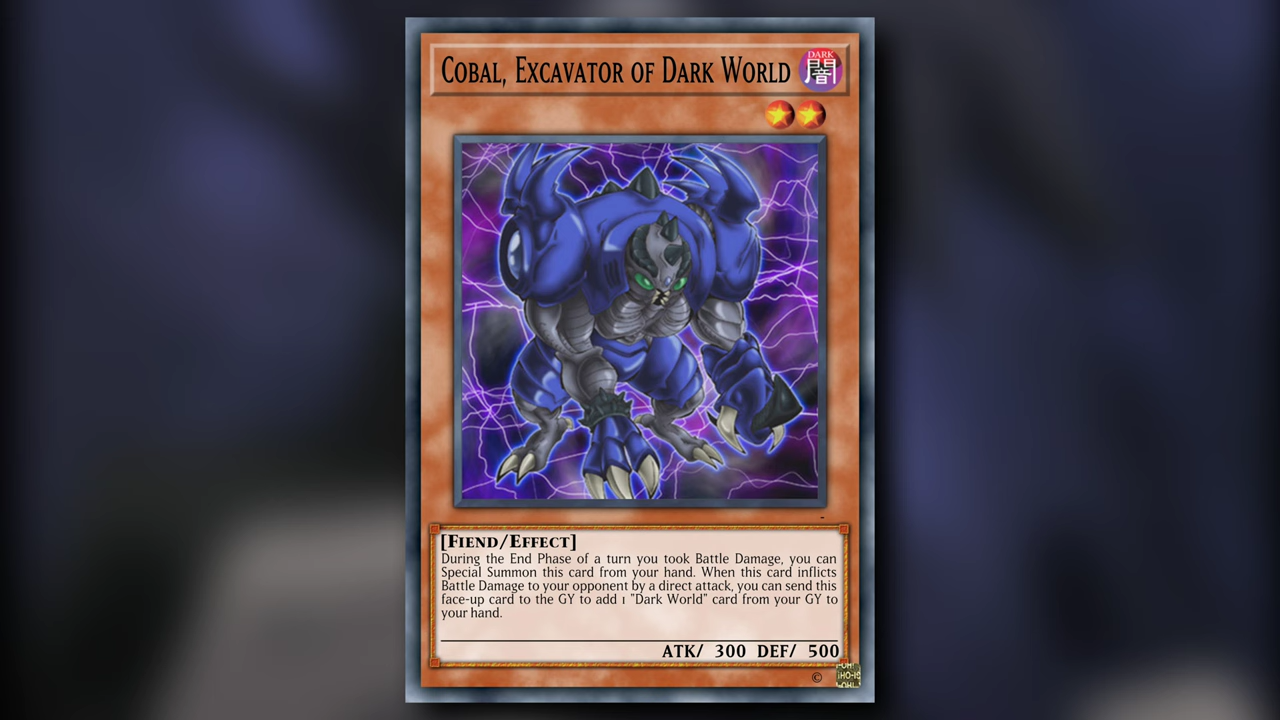 Cobal, Excavator of Dark World
DARK
闇
[Fiend/Effect]
During the End Phase of a turn you took Battle Damage, you can
Special Summon this card from your hand. When this card inflicts
Battle Damage to your opponent by a direct attack, you can send this
face-up card to the GY to add 1 "Dark World" card from your GY to
your hand.
ATK/ 300 DEF/ 500
©